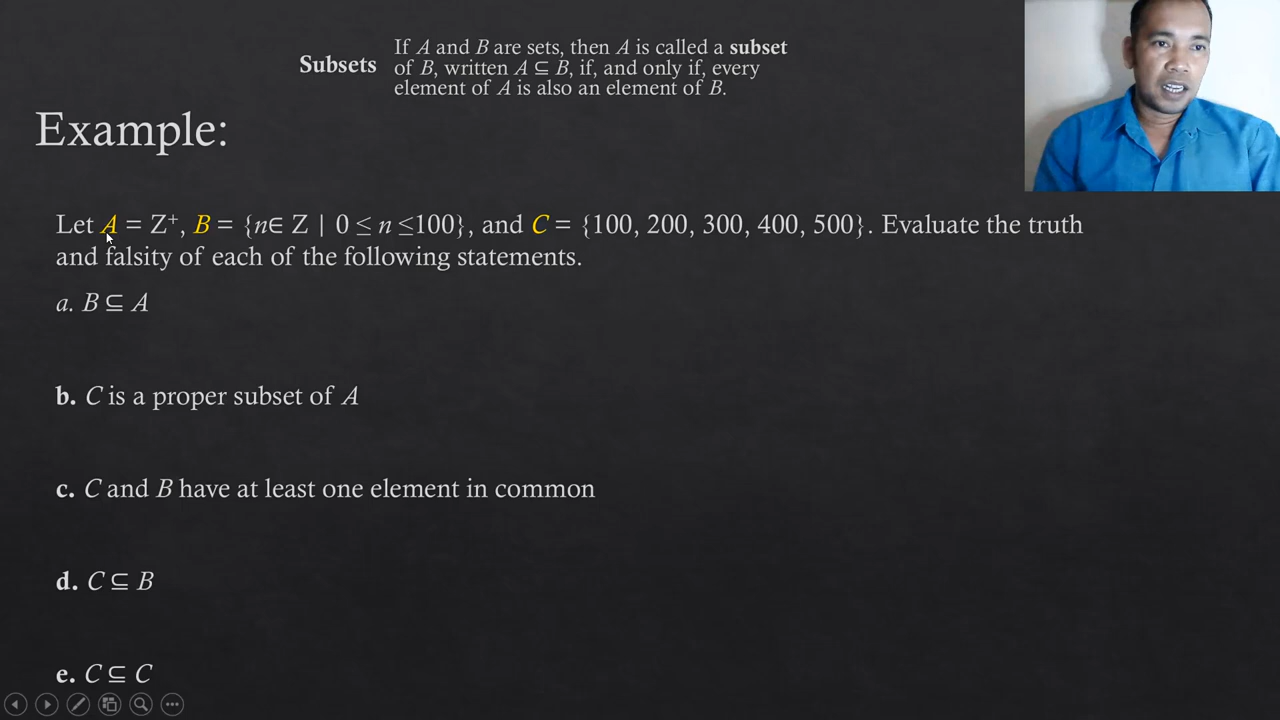 Subsets
If A and B are sets, then A is called a subset
of B, written A ⊆ B, if, and only if, every
element of A is also an element of B.
Example:
Let A = Z⁺, B = {n∈ Z | 0 ≤ n ≤100}, and C = {100, 200, 300, 400, 500}. Evaluate the truth
and falsity of each of the following statements.
a. B ⊆ A
b. C is a proper subset of A
c. C and B have at least one element in common
d. C ⊆ B
e. C ⊆ C